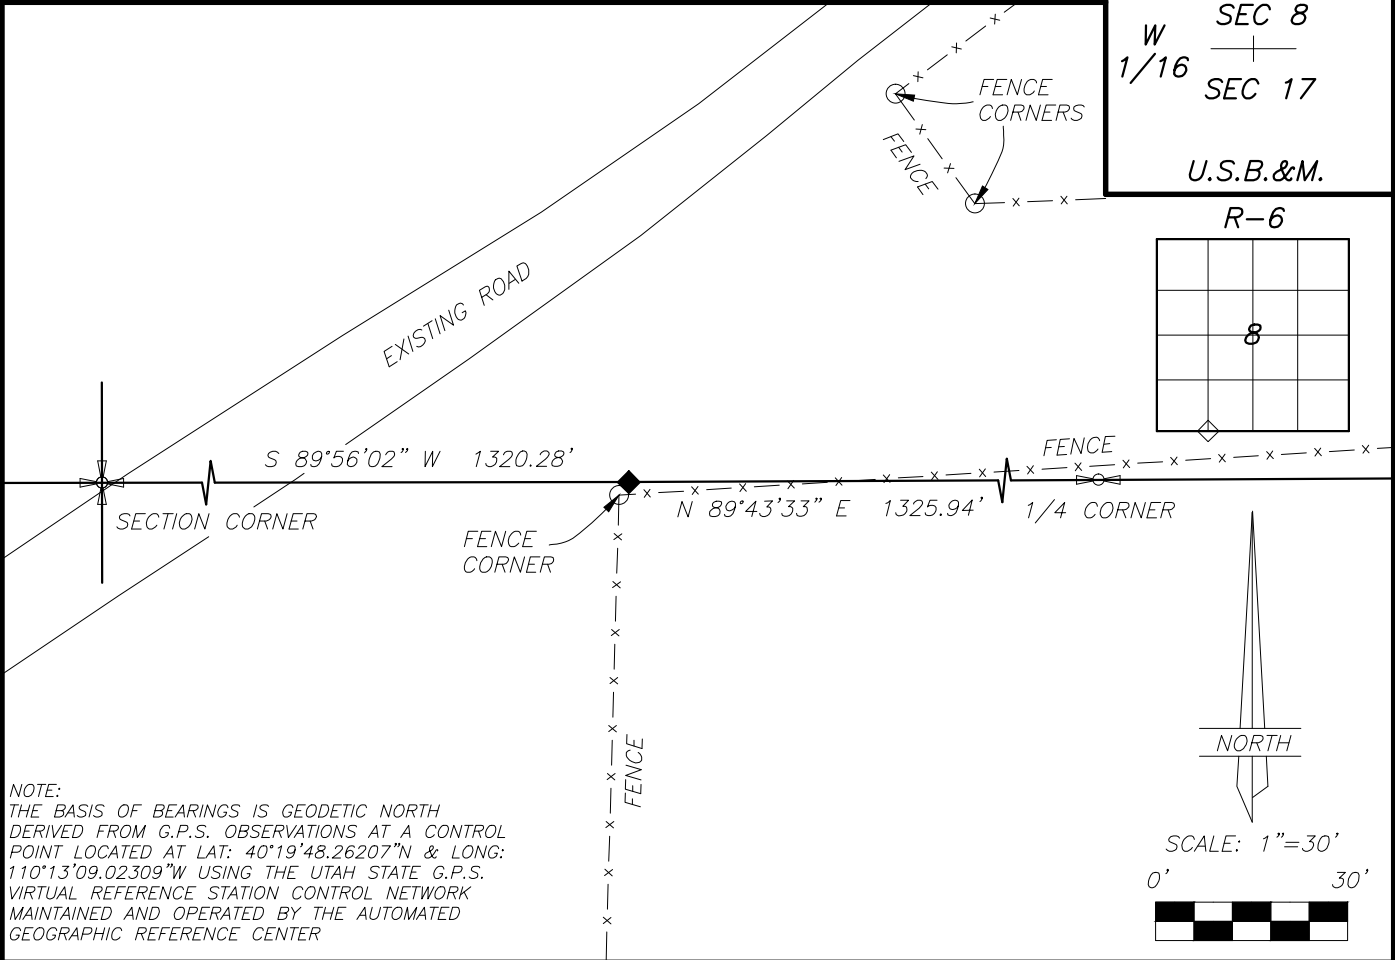 SEC 8
W
1/16
SEC 17
U.S.B.&M.
R-6
8
FENCE
CORNERS
FENCE
EXISTING ROAD
S 89°56'02" W 1320.28'
FENCE
SECTION CORNER
N 89°43'33" E 1325.94'
1/4 CORNER
FENCE
CORNER
FENCE
NORTH
NOTE:
THE BASIS OF BEARINGS IS GEODETIC NORTH
DERIVED FROM G.P.S. OBSERVATIONS AT A CONTROL
POINT LOCATED AT LAT: 40°19'48.26207"N & LONG:
110°13'09.02309"W USING THE UTAH STATE G.P.S.
VIRTUAL REFERENCE STATION CONTROL NETWORK
MAINTAINED AND OPERATED BY THE AUTOMATED
GEOGRAPHIC REFERENCE CENTER
SCALE: 1"=30'
0' 30'